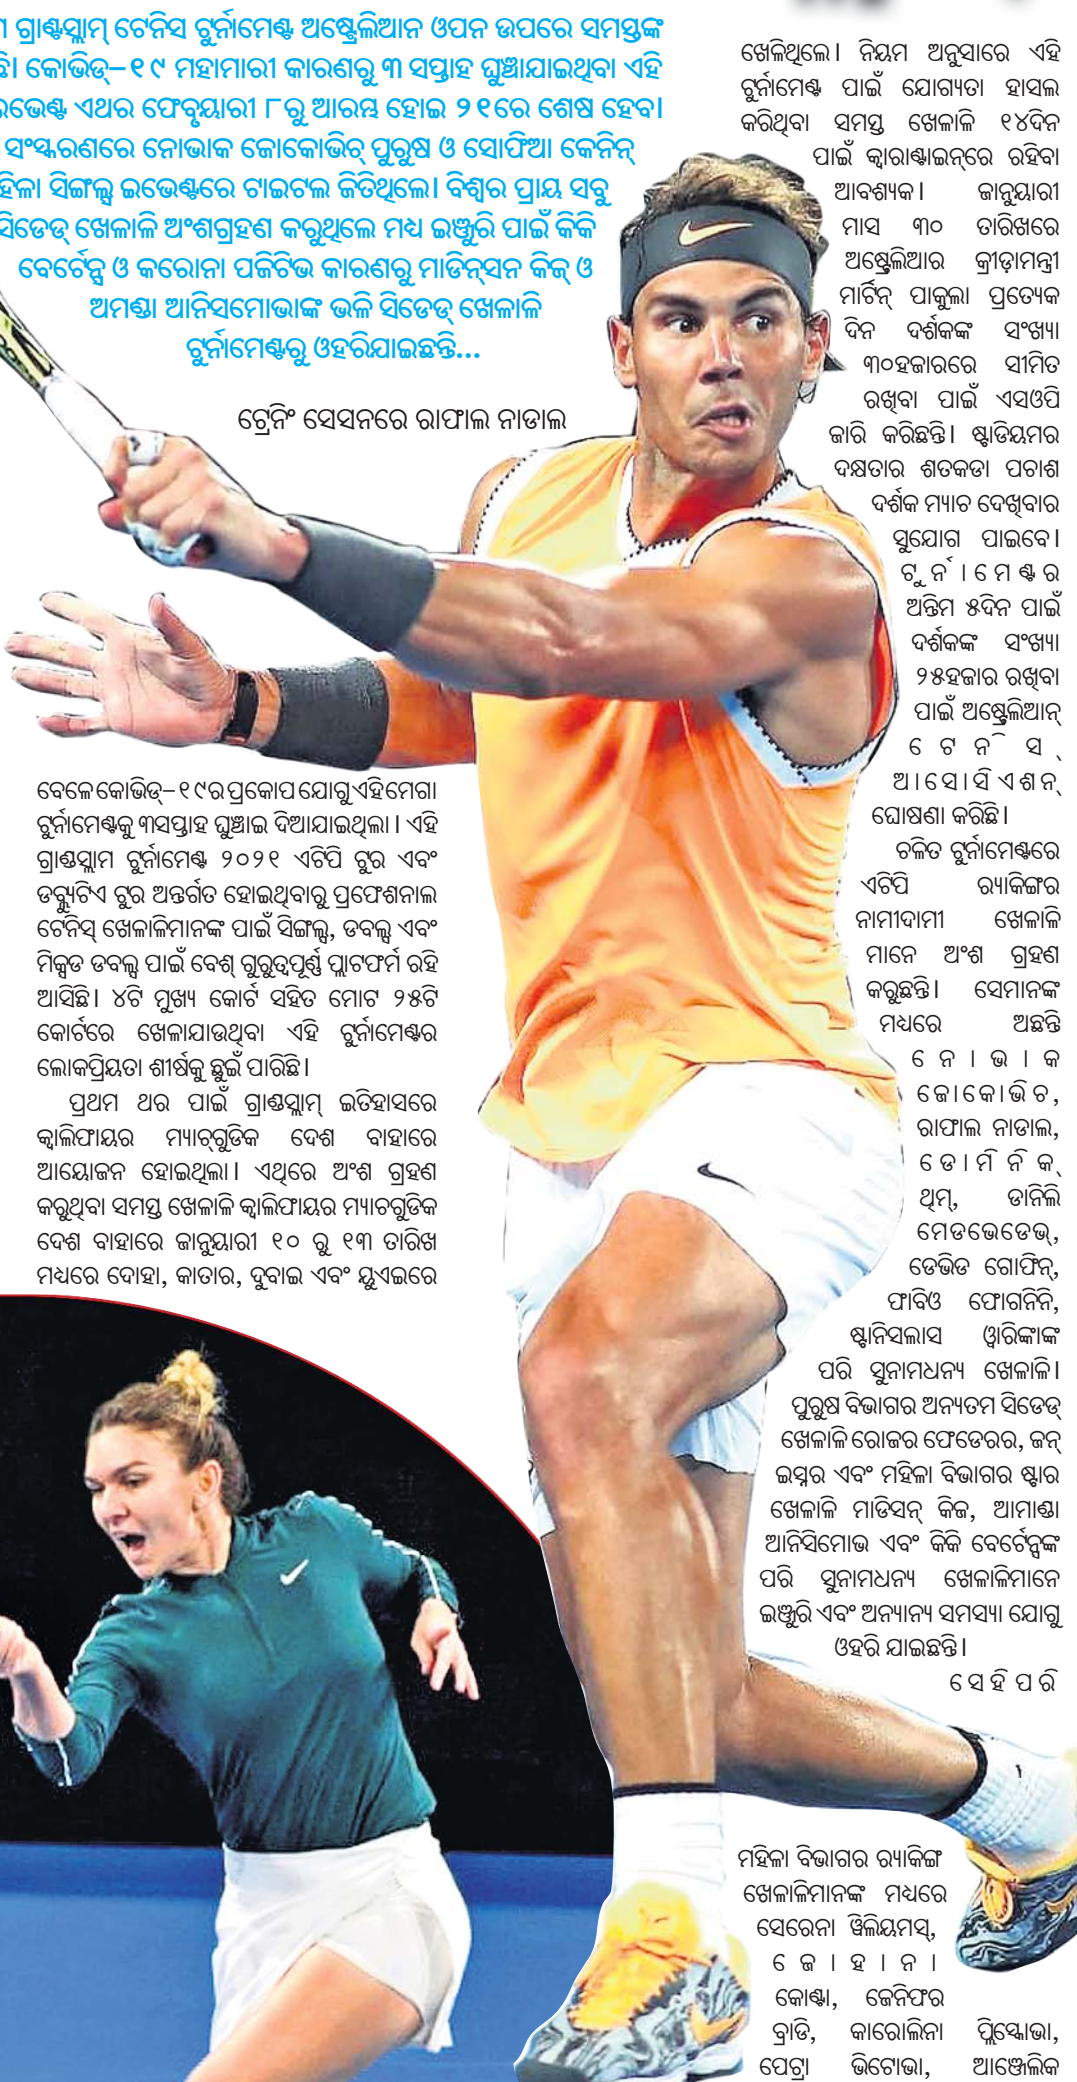 ଗ୍ରାଣ୍ଡସ୍ଲାମ୍ ଟେନିସ ଟୁର୍ନାମେଣ୍ଟ ଅଷ୍ଟ୍ରେଲିଆନ ଓପନ ଉପରେ ସମସ୍ତଙ୍କ
କୋଭିଡ୍–୧୯ ମହାମାରୀ କାରଣରୁ ୩ ସପ୍ତାହ ଘୁଞ୍ଚାଯାଇଥିବା ଏହି
ଏଥର ଫେବୃୟାରୀ ୮ରୁ ଆରମ୍ଭ ହୋଇ ୨୧ରେ ଶେଷ ହେବ।
ସଂସ୍କରଣରେ ନୋଭାକ ଜୋକୋଭିଚ୍ ପୁରୁଷ ଓ ସୋଫିଆ କେନିନ୍
ସିଙ୍ଗଲ୍ସ ଇଭେଣ୍ଟରେ ଟାଇଟଲ ଜିତିଥିଲେ। ବିଶ୍ୱର ପ୍ରାୟ ସବୁ
ସିଡେଡ୍ ଖେଳାଳି ଅଂଶଗ୍ରହଣ କରୁଥିଲେ ମଧ୍ୟ ଇଞ୍ଜୁରି ପାଇଁ କିକି
ବେର୍ଟେନ୍ସ ଓ କରୋନା ପଜିଟିଭ କାରଣରୁ ମାଡିନ୍ସନ କିଜ୍ ଓ
ଅମଣ୍ଡା ଆନିସମୋଭାଙ୍କ ଭଳି ସିଡେଡ୍ ଖେଳାଳି
ଟୁର୍ନାମେଣ୍ଟରୁ ଓହରିଯାଇଛନ୍ତି...
ଟ୍ରେନିଂ ସେସନରେ ରାଫାଲ ନାଡାଲ
ବେଳେ କୋଭିଡ୍–୧୯ର ପ୍ରକୋପ ଯୋଗୁ ଏହି ମେଗା
ଟୁର୍ନାମେଣ୍ଟକୁ ୩ସପ୍ତାହ ଘୁଞ୍ଚାଇ ଦିଆଯାଇଥିଲା। ଏହି
ଗ୍ରାଣ୍ଡସ୍ଲାମ ଟୁର୍ନାମେଣ୍ଟ ୨୦୨୧ ଏଟିପି ଟୁର ଏବଂ
ଡବ୍ଲ୍ୟୁଟିଏ ଟୁର ଅନ୍ତର୍ଗତ ହୋଇଥିବାରୁ ପ୍ରଫେଶନାଲ
ଟେନିସ୍ ଖେଳାଳିମାନଙ୍କ ପାଇଁ ସିଙ୍ଗଲ୍ସ, ଡବଲ୍ସ ଏବଂ
ମିକ୍ସଡ ଡବଲ୍ସ ପାଇଁ ବେଶ୍ ଗୁରୁତ୍ୱପୂର୍ଣ୍ଣ ପ୍ଲାଟଫର୍ମ ରହି
ଆସିଛି। ୪ଟି ମୁଖ୍ୟ କୋର୍ଟ ସହିତ ମୋଟ ୨୫ଟି
କୋର୍ଟରେ ଖେଳାଯାଉଥିବା ଏହି ଟୁର୍ନାମେଣ୍ଟର
ଲୋକପ୍ରିୟତା ଶୀର୍ଷକୁ ଛୁଇଁ ପାରିଛି।
ପ୍ରଥମ ଥର ପାଇଁ ଗ୍ରାଣ୍ଡସ୍ଲାମ୍ ଇତିହାସରେ
କ୍ୱାଲିଫାୟର ମ୍ୟାଚ୍‌ଗୁଡିକ ଦେଶ ବାହାରେ
ଆୟୋଜନ ହୋଇଥିଲା। ଏଥିରେ ଅଂଶ ଗ୍ରହଣ
କରୁଥିବା ସମସ୍ତ ଖେଳାଳି କ୍ୱାଲିଫାୟର ମ୍ୟାଚଗୁଡିକ
ଦେଶ ବାହାରେ ଜାନୁୟାରୀ ୧୦ ରୁ ୧୩ ତାରିଖ
ମଧ୍ୟରେ ଦୋହା, କାତାର, ଦୁବାଇ ଏବଂ ୟୁଏଇରେ
ଖେଳିଥିଲେ। ନିୟମ ଅନୁସାରେ ଏହି
ଟୁର୍ନାମେଣ୍ଟ ପାଇଁ ଯୋଗ୍ୟତା ହାସଲ
କରିଥିବା ସମସ୍ତ ଖେଳାଳି ୧୪ଦିନ
ପାଇଁ କ୍ୱାରାଣ୍ଟାଇନ୍‌ରେ ରହିବା
ଆବଶ୍ୟକ। ଜାନୁୟାରୀ
ମାସ ୩୦ ତାରିଖରେ
ଅଷ୍ଟ୍ରେଲିଆର କ୍ରୀଡ଼ାମନ୍ତ୍ରୀ
ମାର୍ଟିନ୍ ପାକୁଲା ପ୍ରତ୍ୟେକ
ଦିନ ଦର୍ଶକଙ୍କ ସଂଖ୍ୟା
୩୦ହଜାରରେ ସୀମିତ
ରଖିବା ପାଇଁ ଏସଓପି
ଜାରି କରିଛନ୍ତି। ଷ୍ଟାଡିୟମର
ଦକ୍ଷତାର ଶତକଡା ପଚାଶ
ଦର୍ଶକ ମ୍ୟାଚ ଦେଖିବାର
ସୁଯୋଗ ପାଇବେ।
ଟୁର୍ନାମେଣ୍ଟର
ଅନ୍ତିମ ୫ଦିନ ପାଇଁ
ଦର୍ଶକଙ୍କ ସଂଖ୍ୟା
୨୫ହଜାର ରଖିବା
ପାଇଁ ଅଷ୍ଟ୍ରେଲିଆନ୍
ଟେନିସ୍
ଆସୋସିଏଶନ୍
ଘୋଷଣା କରିଛି।
ଚଳିତ ଟୁର୍ନାମେଣ୍ଟରେ
ଏଟିପି ର୍‍ୟାକିଙ୍ଗର
ନାମୀଦାମୀ ଖେଳାଳି
ମାନେ ଅଂଶ ଗ୍ରହଣ
କରୁଛନ୍ତି। ସେମାନଙ୍କ
ମଧ୍ୟରେ ଅଛନ୍ତି
ନୋଭାକ
ଜୋକୋଭିଚ,
ରାଫାଲ ନାଡାଲ,
ଡୋମିନିକ୍
ଥିମ୍, ଡାନିଲି
ମେଡଭେଡେଭ୍,
ଡେଭିଡ ଗୋଫିନ୍,
ଫାବିଓ ଫୋଗନିନି,
ଷ୍ଟାନିସଲାସ ୱାରିଙ୍କାଙ୍କ
ପରି ସୁନାମଧନ୍ୟ ଖେଳାଳି।
ପୁରୁଷ ବିଭାଗର ଅନ୍ୟତମ ସିଡେଡ୍
ଖେଳାଳି ରୋଜର ଫେଡେରର, ଜନ୍
ଇସ୍ନର ଏବଂ ମହିଳା ବିଭାଗର ଷ୍ଟାର
ଖେଳାଳି ମାଡିସନ୍ କିଜ, ଆମାଣ୍ଡା
ଆନିସିମୋଭ ଏବଂ କିକି ବେର୍ଟେନ୍ସଙ୍କ
ପରି ସୁନାମଧନ୍ୟ ଖେଳାଳିମାନେ
ଇଞ୍ଜୁରି ଏବଂ ଅନ୍ୟାନ୍ୟ ସମସ୍ୟା ଯୋଗୁ
ଓହରି ଯାଇଛନ୍ତି।
ସେହିପରି
ମହିଳା ବିଭାଗର ର୍‍ୟାକିଙ୍ଗ
ଖେଳାଳିମାନଙ୍କ ମଧ୍ୟରେ
ସେରେନା ୱିଲିୟମସ୍,
ଜୋହାନା
କୋଣ୍ଟା, ଜେନିଫର
ବ୍ରାଡି, କାରୋଲିନା ପ୍ଲିସ୍କୋଭା,
ପେଟ୍ରା ଭିଟୋଭା, ଆଞ୍ଜେଲିକ